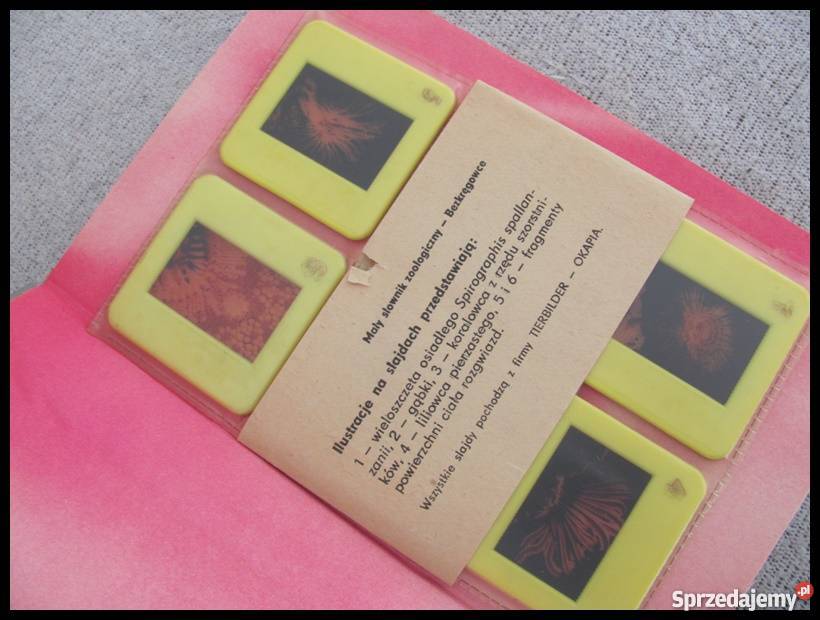 Mały słownik zoologiczny – Bezkręgowce
Ilustracje na slajdach przedstawiają:
1 – wieloszczeta osiadłego Spirographis spallan-
zanii, 2 – gąbki, 3 – koralowca z rzędu szorstni-
ków, 4 – liliowca pierzastego, 5 i 6 – fragmenty
powierzchni ciała rozgwiazd.
Wszystkie slajdy pochodzą z firmy TIERBILDER – OKAPIA.
Sprzedajemy.pl